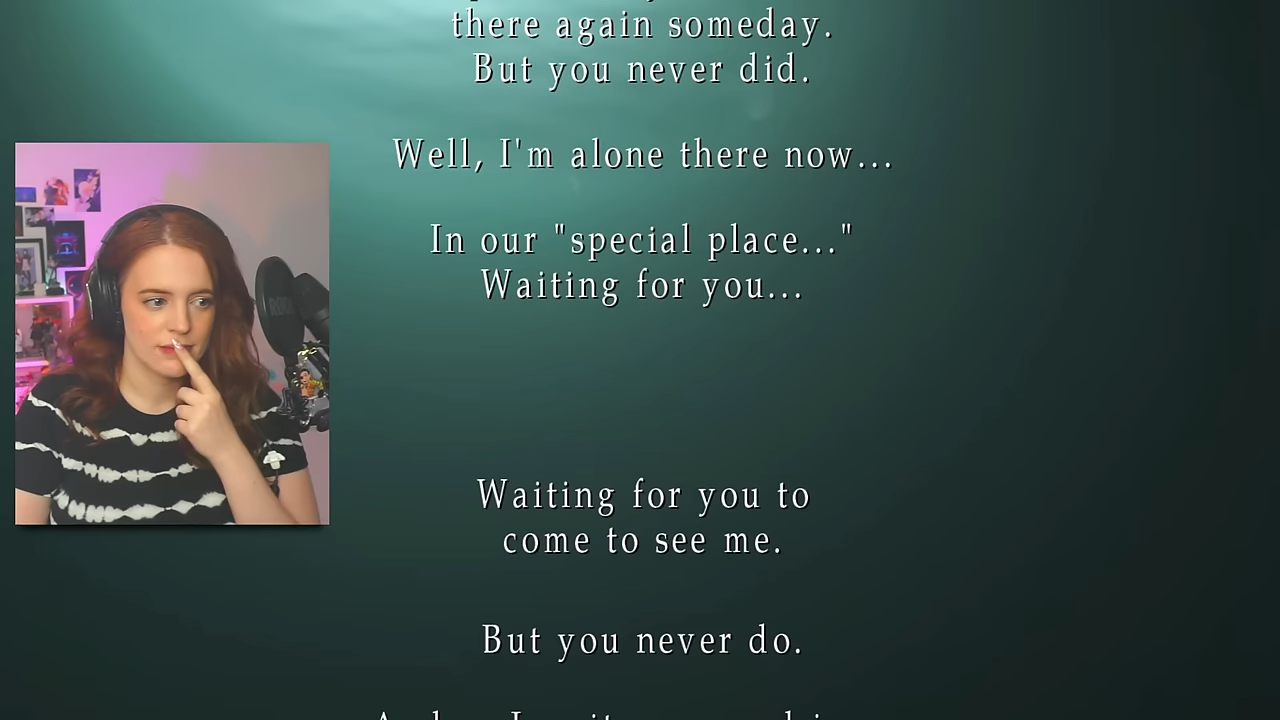 there again someday.
But you never did.
Well, I'm alone there now...
In our "special place..."
Waiting for you...
Waiting for you to
come to see me.
But you never do.